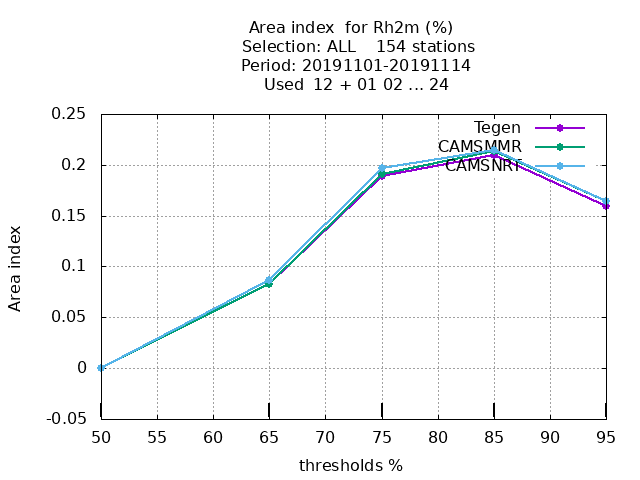 Area index  for Rh2m (%)
Selection: ALL    154 stations
Period: 20191101-20191114
Used  12 + 01 02 ... 24
Tegen
CAMSMMR
CAMSNRT
0.25
0.2
0.15
0.1
0.05
0
-0.05
Area index
50 55 60 65 70 75 80 85 90 95
thresholds %